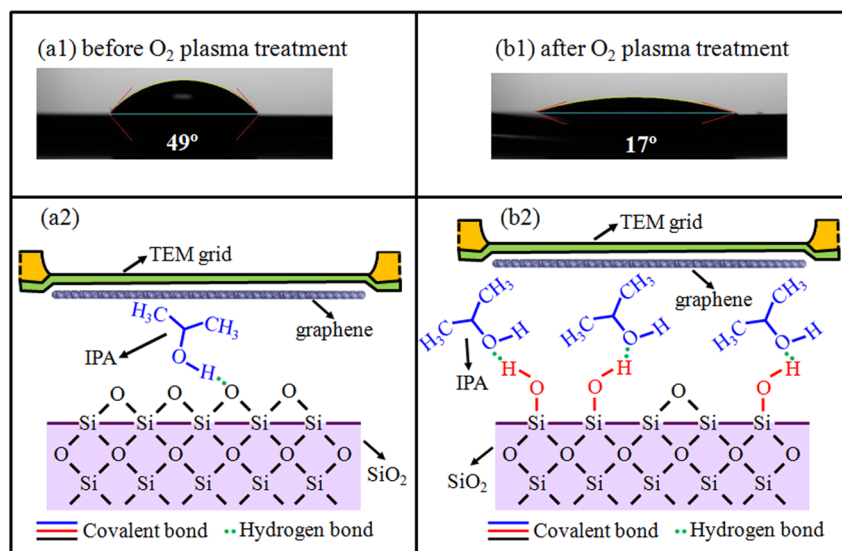 (a1) before O₂ plasma treatment
49º
(b1) after O₂ plasma treatment
17º
(a2)
TEM grid
graphene
H₃C
CH₃
O
H
IPA
O O O O
Si Si Si Si Si
O O O O
Si Si Si Si Si
SiO₂
Covalent bond
Hydrogen bond
(b2)
TEM grid
graphene
CH₃ CH₃ CH₃
H₃C O H H₃C O H H₃C O H
IPA
H H H
O O O O
Si Si Si Si Si
O O O O
Si Si Si Si Si
SiO₂
Covalent bond
Hydrogen bond